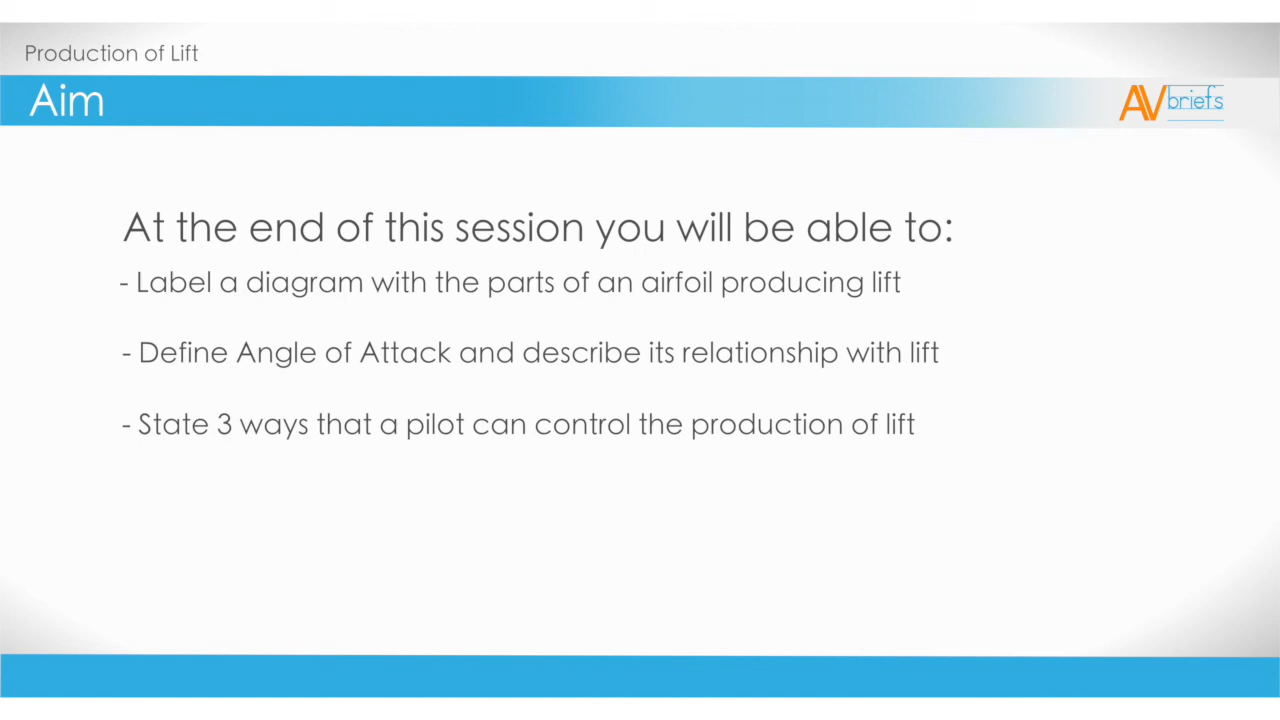 Production of Lift
Aim
AV briefs
At the end of this session you will be able to:
- Label a diagram with the parts of an airfoil producing lift
- Define Angle of Attack and describe its relationship with lift
- State 3 ways that a pilot can control the production of lift